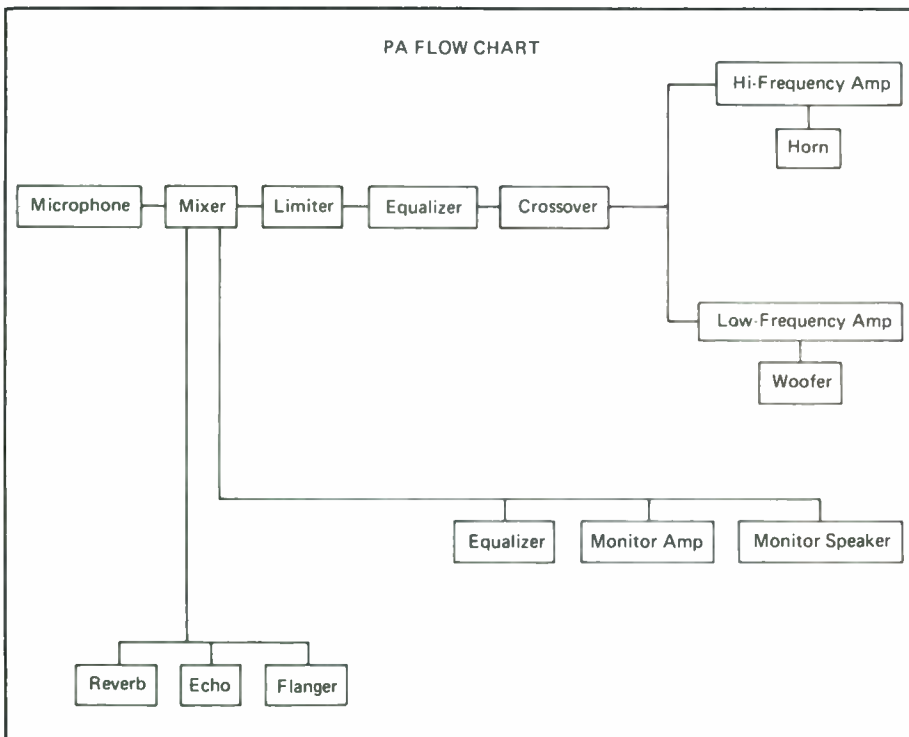 PA FLOW CHART
Hi-Frequency Amp
Horn
Microphone
Mixer
Limiter
Equalizer
Crossover
Low-Frequency Amp
Woofer
Equalizer
Monitor Amp
Monitor Speaker
Reverb
Echo
Flanger